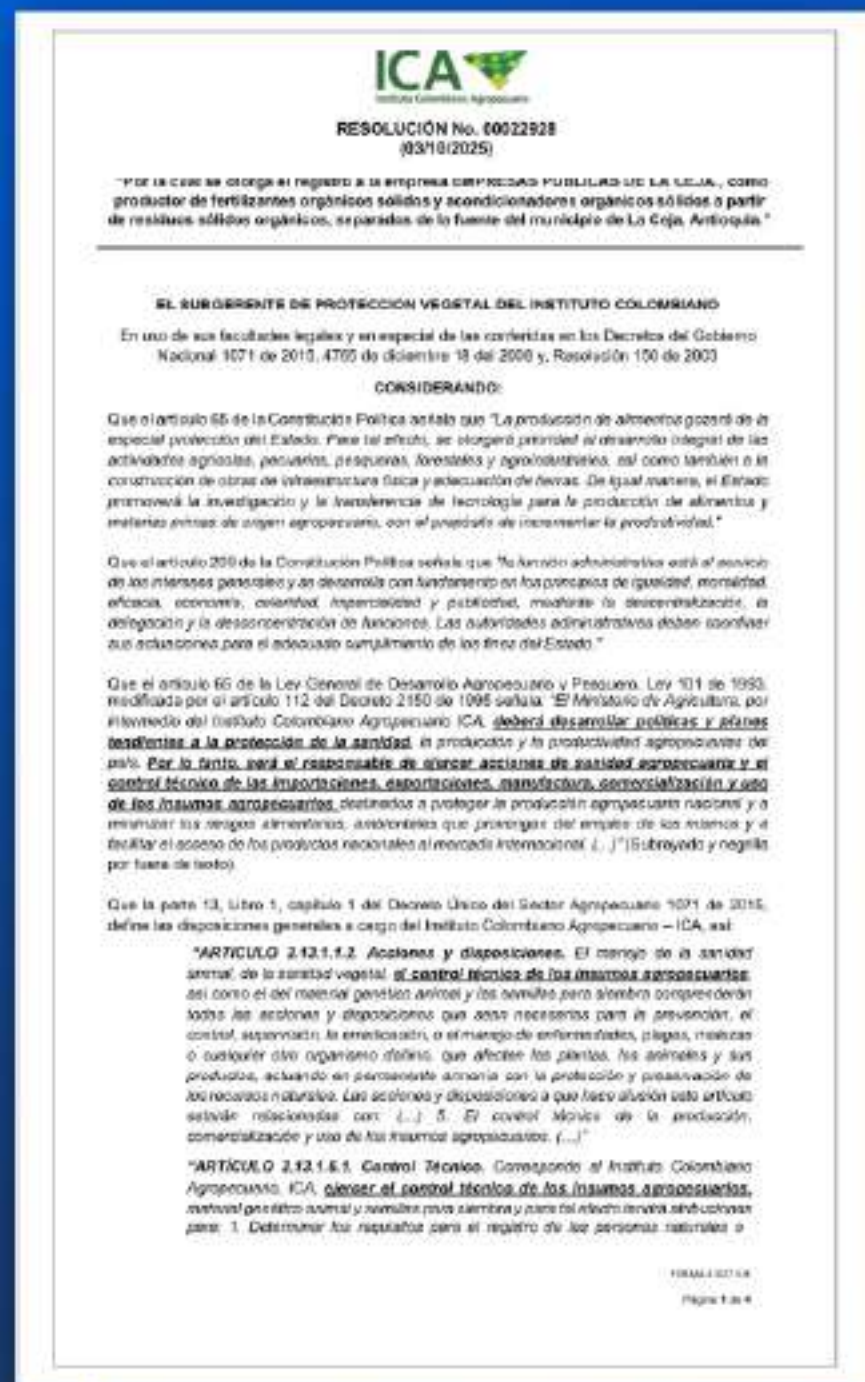 ICA
Instituto Colombiano Agropecuario
RESOLUCIÓN No. 00022928
(03/10/2025)
"Por la cual se otorga el registro a la empresa EMPRESAS PUBLICAS DE LA CEJA., como
productor de fertilizantes orgánicos sólidos y acondicionadores orgánicos sólidos a partir
de residuos sólidos orgánicos, separados de la fuente del municipio de La Ceja, Antioquia."
EL SUBGERENTE DE PROTECCION VEGETAL DEL INSTITUTO COLOMBIANO
En uso de sus facultades legales y en especial de las conferidas en los Decretos del Gobierno
Nacional 1071 de 2015, 4765 de diciembre 18 del 2008 y, Resolución 150 de 2003
CONSIDERANDO:
Que el artículo 65 de la Constitución Política señala que "La producción de alimentos gozará de la
especial protección del Estado. Para tal efecto, se otorgará prioridad al desarrollo integral de las
actividades agrícolas, pecuarias, pesqueras, forestales y agroindustriales, así como también a la
construcción de obras de infraestructura física y adecuación de tierras. De igual manera, el Estado
promoverá la investigación y la transferencia de tecnología para la producción de alimentos y
materias primas de origen agropecuario, con el propósito de incrementar la productividad."
Que el artículo 209 de la Constitución Política señala que "la función administrativa está al servicio
de los intereses generales y se desarrolla con fundamento en los principios de igualdad, moralidad,
eficacia, economía, celeridad, imparcialidad y publicidad, mediante la descentralización, la
delegación y la desconcentración de funciones. Las autoridades administrativas deben coordinar
sus actuaciones para el adecuado cumplimiento de los fines del Estado."
Que el artículo 65 de la Ley General de Desarrollo Agropecuario y Pesquero, Ley 101 de 1993,
modificada por el artículo 112 del Decreto 2150 de 1995 señala: "El Ministerio de Agricultura, por
intermedio del Instituto Colombiano Agropecuario ICA, deberá desarrollar políticas y planes
tendientes a la protección de la sanidad, la producción y la productividad agropecuarias del
país. Por lo tanto, será el responsable de ejercer acciones de sanidad agropecuaria y el
control técnico de las importaciones, exportaciones, manufactura, comercialización y uso
de los insumos agropecuarios destinados a proteger la producción agropecuaria nacional y a
minimizar los riesgos alimentarios, ambientales que provengan del empleo de los mismos y a
facilitar el acceso de los productos nacionales al mercado internacional. (...)" (Subrayado y negrilla
por fuera de texto)
Que la parte 13, Libro 1, capítulo 1 del Decreto Único del Sector Agropecuario 1071 de 2015,
define las disposiciones generales a cargo del Instituto Colombiano Agropecuario – ICA, así:
"ARTICULO 2.13.1.1.2. Acciones y disposiciones. El manejo de la sanidad
animal, de la sanidad vegetal, el control técnico de los insumos agropecuarios,
así como el del material genético animal y las semillas para siembra comprenderán
todas las acciones y disposiciones que sean necesarias para la prevención, el
control, supervisión, la erradicación, o el manejo de enfermedades, plagas, malezas
o cualquier otro organismo dañino, que afecten las plantas, los animales y sus
productos, actuando en permanente armonía con la protección y preservación de
los recursos naturales. Las acciones y disposiciones a que hace alusión este artículo
estarán relacionadas con: (...) 5. El control técnico de la producción,
comercialización y uso de los insumos agropecuarios. (...)"
"ARTÍCULO 2.13.1.6.1. Control Técnico. Corresponde al Instituto Colombiano
Agropecuario, ICA, ejercer el control técnico de los insumos agropecuarios,
material genético animal y semillas para siembra y para tal efecto tendrá atribuciones
para: 1. Determinar los requisitos para el registro de las personas naturales o
Página 1 de 4